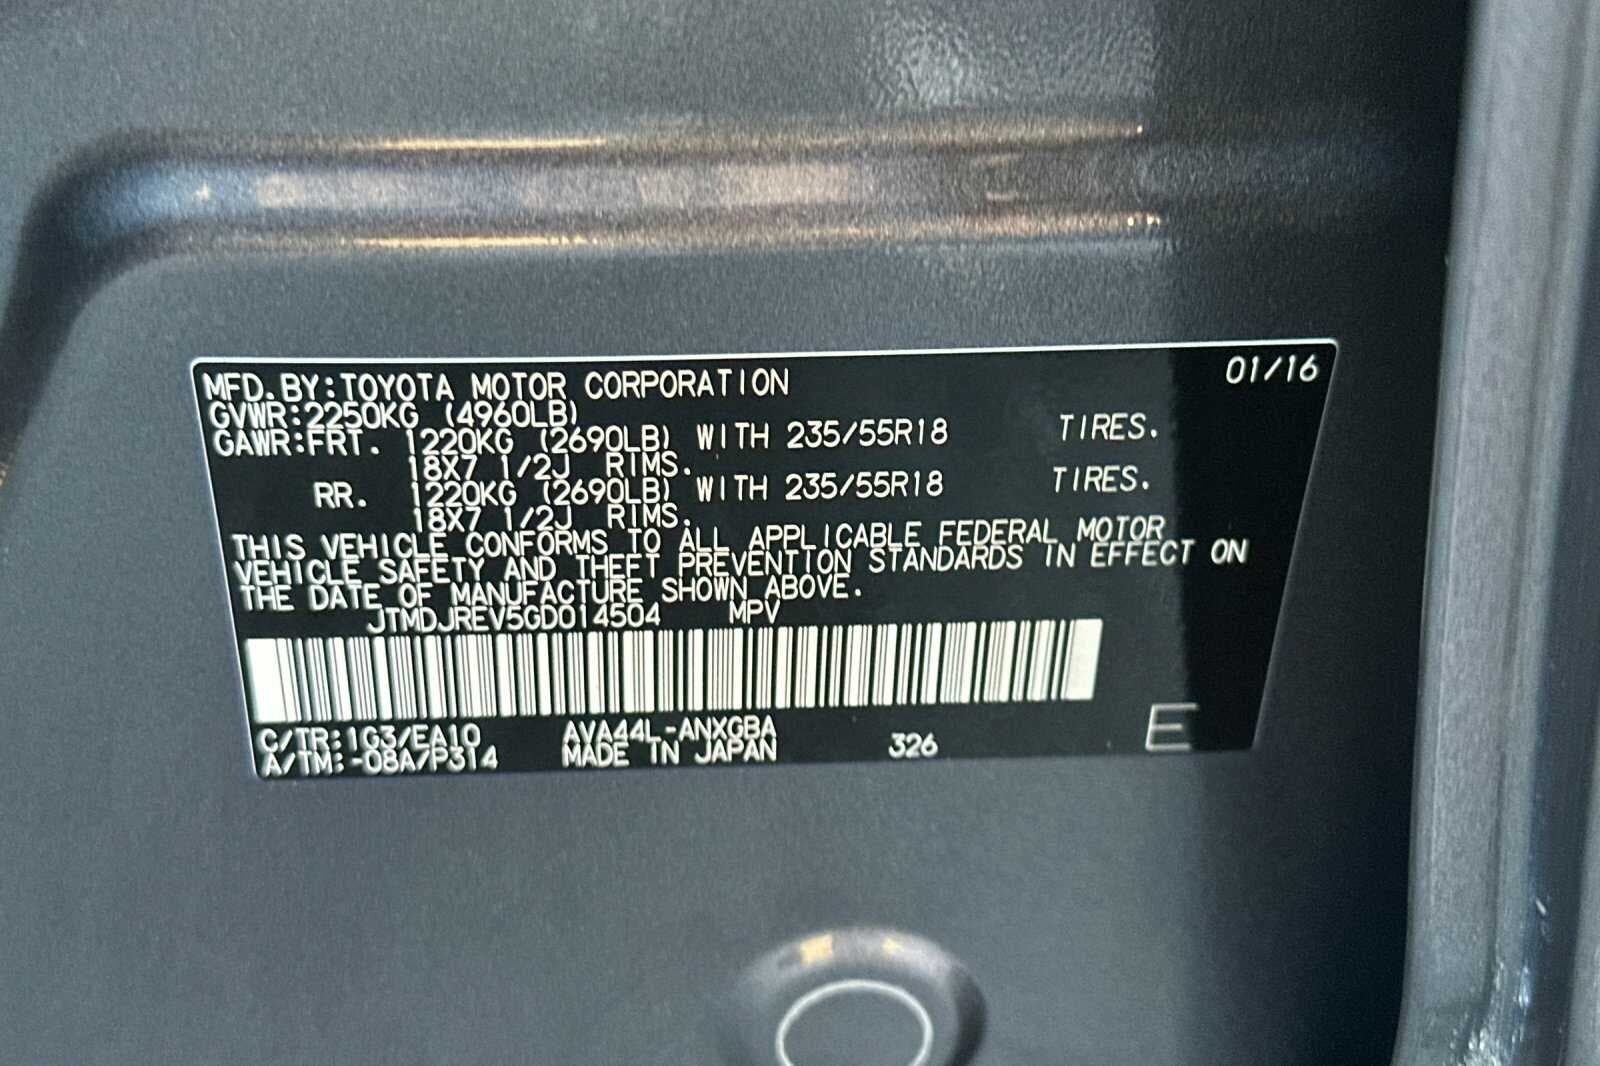 01/16
MFD.BY:TOYOTA MOTOR CORPORATION
GVWR:2250KG (4960LB)
GAWR:FRT. 1220KG (2690LB) WITH 235/55R18 TIRES.
18X7 1/2J RIMS.
RR. 1220KG (2690LB) WITH 235/55R18 TIRES.
18X7 1/2J RIMS.
THIS VEHICLE CONFORMS TO ALL APPLICABLE FEDERAL MOTOR
VEHICLE SAFETY AND THEFT PREVENTION STANDARDS IN EFFECT ON
THE DATE OF MANUFACTURE SHOWN ABOVE.
JTMDJREV5GD014504 MPV
C/TR:1G3/EA10 AVA44L-ANXGBA
A/TM:-08A/P314 MADE IN JAPAN 326 E